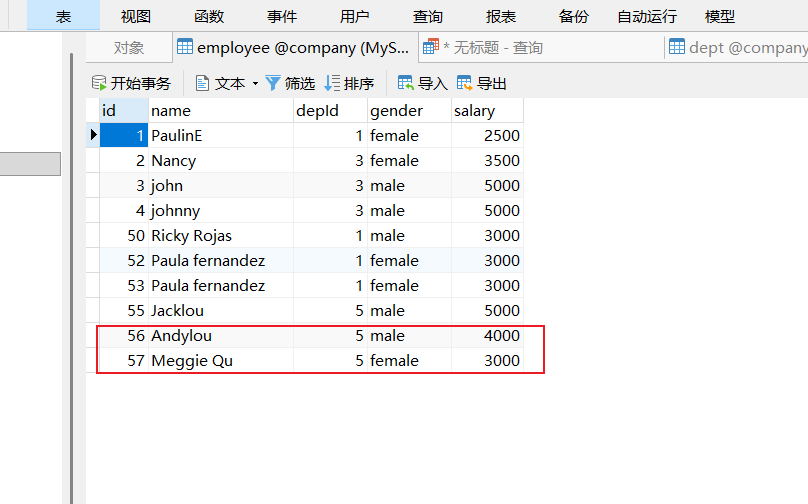 表 视图 函数 事件 用户 查询 报表 备份 自动运行 模型
对象 employee @company (MyS... * 无标题 - 查询 dept @company
开始事务 文本 筛选 排序 导入 导出
id name depId gender salary
1 PaulinE 1 female 2500
2 Nancy 3 female 3500
3 john 3 male 5000
4 johnny 3 male 5000
50 Ricky Rojas 1 male 3000
52 Paula fernandez 1 female 3000
53 Paula fernandez 1 female 3000
55 Jacklou 5 male 5000
56 Andylou 5 male 4000
57 Meggie Qu 5 female 3000